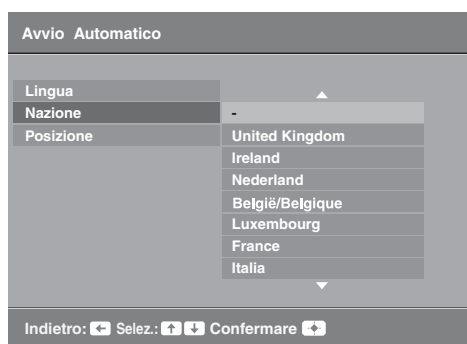 Avvio Automatico
Lingua
Nazione
-
Posizione
United Kingdom
Ireland
Nederland
België/Belgique
Luxembourg
France
Italia
Indietro: Selez.: Confermare